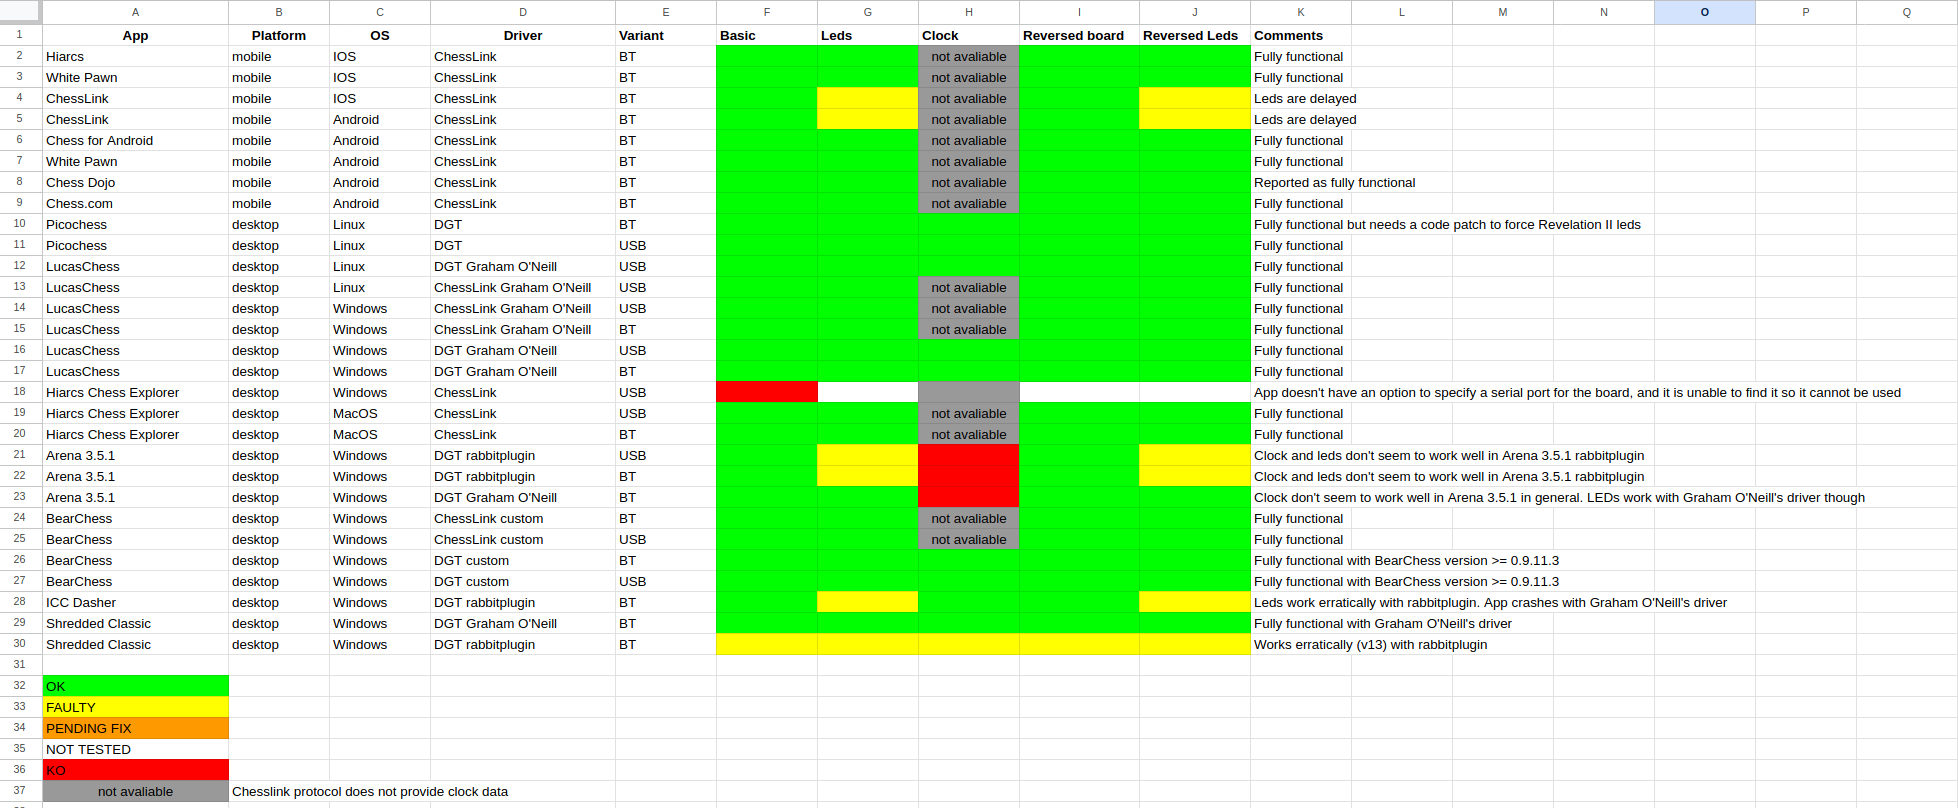 A B C D E F G H I J K L M N O P Q
1 App Platform OS Driver Variant Basic Leds Clock Reversed board Reversed Leds Comments
2 Hiarcs mobile IOS ChessLink BT not avaliable Fully functional
3 White Pawn mobile IOS ChessLink BT not avaliable Fully functional
4 ChessLink mobile IOS ChessLink BT not avaliable Leds are delayed
5 ChessLink mobile Android ChessLink BT not avaliable Leds are delayed
6 Chess for Android mobile Android ChessLink BT not avaliable Fully functional
7 White Pawn mobile Android ChessLink BT not avaliable Fully functional
8 Chess Dojo mobile Android ChessLink BT not avaliable Reported as fully functional
9 Chess.com mobile Android ChessLink BT not avaliable Fully functional
10 Picochess desktop Linux DGT BT Fully functional but needs a code patch to force Revelation II leds
11 Picochess desktop Linux DGT USB Fully functional
12 LucasChess desktop Linux DGT Graham O'Neill USB Fully functional
13 LucasChess desktop Linux ChessLink Graham O'Neill USB not avaliable Fully functional
14 LucasChess desktop Windows ChessLink Graham O'Neill USB not avaliable Fully functional
15 LucasChess desktop Windows ChessLink Graham O'Neill BT not avaliable Fully functional
16 LucasChess desktop Windows DGT Graham O'Neill USB Fully functional
17 LucasChess desktop Windows DGT Graham O'Neill BT Fully functional
18 Hiarcs Chess Explorer desktop Windows ChessLink USB App doesn't have an option to specify a serial port for the board, and it is unable to find it so it cannot be used
19 Hiarcs Chess Explorer desktop MacOS ChessLink USB not avaliable Fully functional
20 Hiarcs Chess Explorer desktop MacOS ChessLink BT not avaliable Fully functional
21 Arena 3.5.1 desktop Windows DGT rabbitplugin USB Clock and leds don't seem to work well in Arena 3.5.1 rabbitplugin
22 Arena 3.5.1 desktop Windows DGT rabbitplugin BT Clock and leds don't seem to work well in Arena 3.5.1 rabbitplugin
23 Arena 3.5.1 desktop Windows DGT Graham O'Neill BT Clock don't seem to work well in Arena 3.5.1 in general. LEDs work with Graham O'Neill's driver though
24 BearChess desktop Windows ChessLink custom BT not avaliable Fully functional
25 BearChess desktop Windows ChessLink custom USB not avaliable Fully functional
26 BearChess desktop Windows DGT custom BT Fully functional with BearChess version >= 0.9.11.3
27 BearChess desktop Windows DGT custom USB Fully functional with BearChess version >= 0.9.11.3
28 ICC Dasher desktop Windows DGT rabbitplugin BT Leds work erratically with rabbitplugin. App crashes with Graham O'Neill's driver
29 Shredded Classic desktop Windows DGT Graham O'Neill BT Fully functional with Graham O'Neill's driver
30 Shredded Classic desktop Windows DGT rabbitplugin BT Works erratically (v13) with rabbitplugin
31
32 OK
33 FAULTY
34 PENDING FIX
35 NOT TESTED
36 KO
37 not avaliable Chesslink protocol does not provide clock data